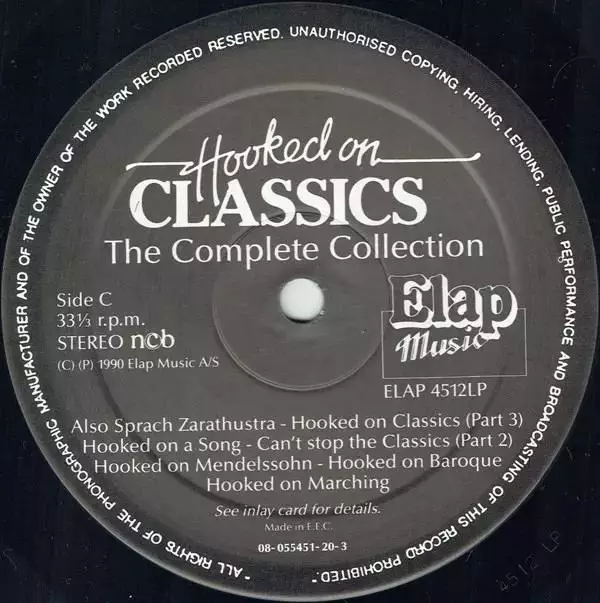 "ALL RIGHTS OF THE PHONOGRAPHIC MANUFACTURER AND OF THE OWNER OF THE WORK RECORDED RESERVED. UNAUTHORISED COPYING, HIRING, LENDING, PUBLIC PERFORMANCE AND BROADCASTING OF THIS RECORD PROHIBITED."
Hooked on
CLASSICS
The Complete Collection
Side C
33⅓ r.p.m.
STEREO ncb
(C) (P) 1990 Elap Music A/S
Elap
Music
ELAP 4512LP
Also Sprach Zarathustra - Hooked on Classics (Part 3)
Hooked on a Song - Can't stop the Classics (Part 2)
Hooked on Mendelssohn - Hooked on Baroque
Hooked on Marching
See inlay card for details.
Made in E.E.C.
08-055451-20-3
4512 LP